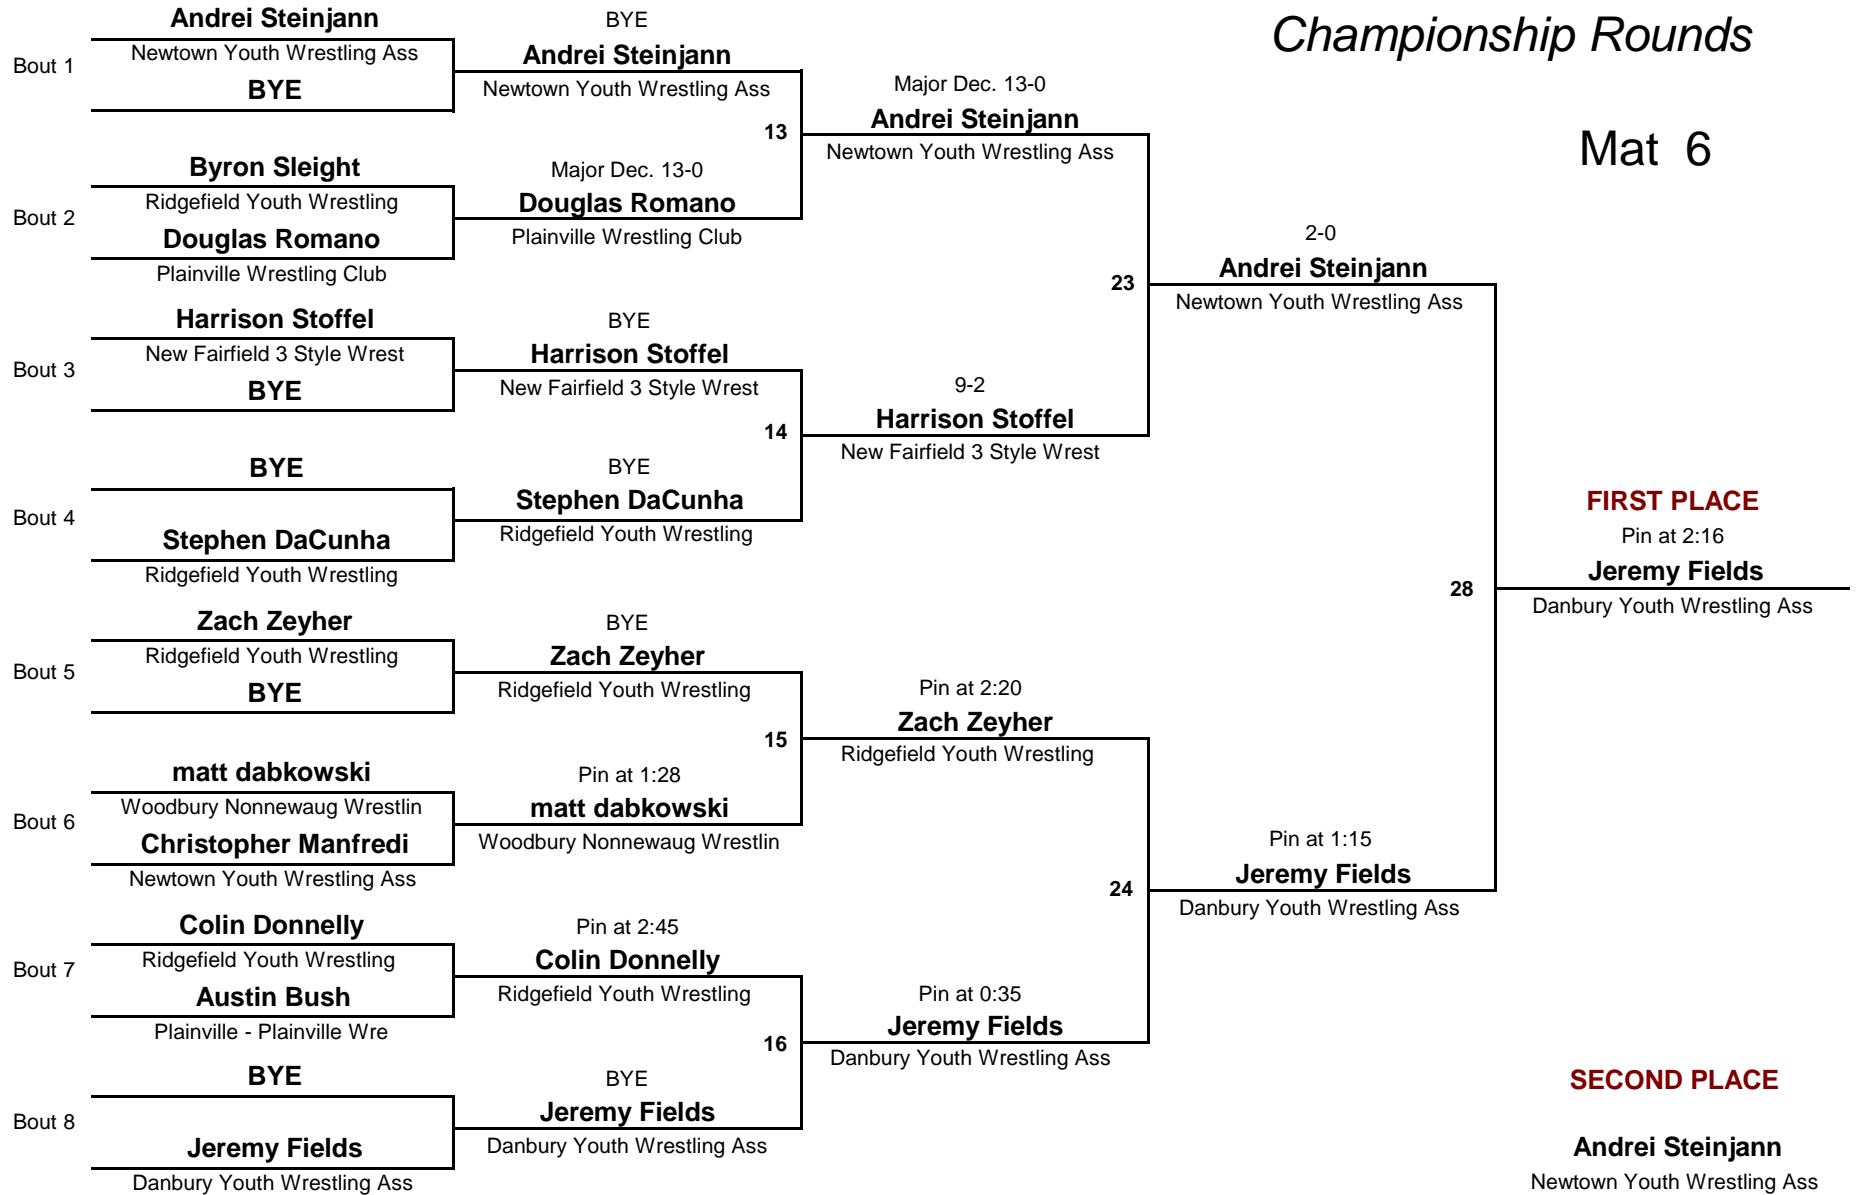 Championship Rounds
Mat 6
Bout 1
Andrei Steinjann
Newtown Youth Wrestling Ass
BYE
Bout 2
Byron Sleight
Ridgefield Youth Wrestling
Douglas Romano
Plainville Wrestling Club
Bout 3
Harrison Stoffel
New Fairfield 3 Style Wrest
BYE
Bout 4
BYE
Stephen DaCunha
Ridgefield Youth Wrestling
Bout 5
Zach Zeyher
Ridgefield Youth Wrestling
BYE
Bout 6
matt dabkowski
Woodbury Nonnewaug Wrestlin
Christopher Manfredi
Newtown Youth Wrestling Ass
Bout 7
Colin Donnelly
Ridgefield Youth Wrestling
Austin Bush
Plainville - Plainville Wre
Bout 8
BYE
Jeremy Fields
Danbury Youth Wrestling Ass
BYE
Andrei Steinjann
Newtown Youth Wrestling Ass
13
Major Dec. 13-0
Douglas Romano
Plainville Wrestling Club
BYE
Harrison Stoffel
New Fairfield 3 Style Wrest
14
BYE
Stephen DaCunha
Ridgefield Youth Wrestling
BYE
Zach Zeyher
Ridgefield Youth Wrestling
15
Pin at 1:28
matt dabkowski
Woodbury Nonnewaug Wrestlin
Pin at 2:45
Colin Donnelly
Ridgefield Youth Wrestling
16
BYE
Jeremy Fields
Danbury Youth Wrestling Ass
Major Dec. 13-0
Andrei Steinjann
Newtown Youth Wrestling Ass
23
9-2
Harrison Stoffel
New Fairfield 3 Style Wrest
Pin at 2:20
Zach Zeyher
Ridgefield Youth Wrestling
24
Pin at 0:35
Jeremy Fields
Danbury Youth Wrestling Ass
2-0
Andrei Steinjann
Newtown Youth Wrestling Ass
28
Pin at 1:15
Jeremy Fields
Danbury Youth Wrestling Ass
FIRST PLACE
Pin at 2:16
Jeremy Fields
Danbury Youth Wrestling Ass
SECOND PLACE
Andrei Steinjann
Newtown Youth Wrestling Ass